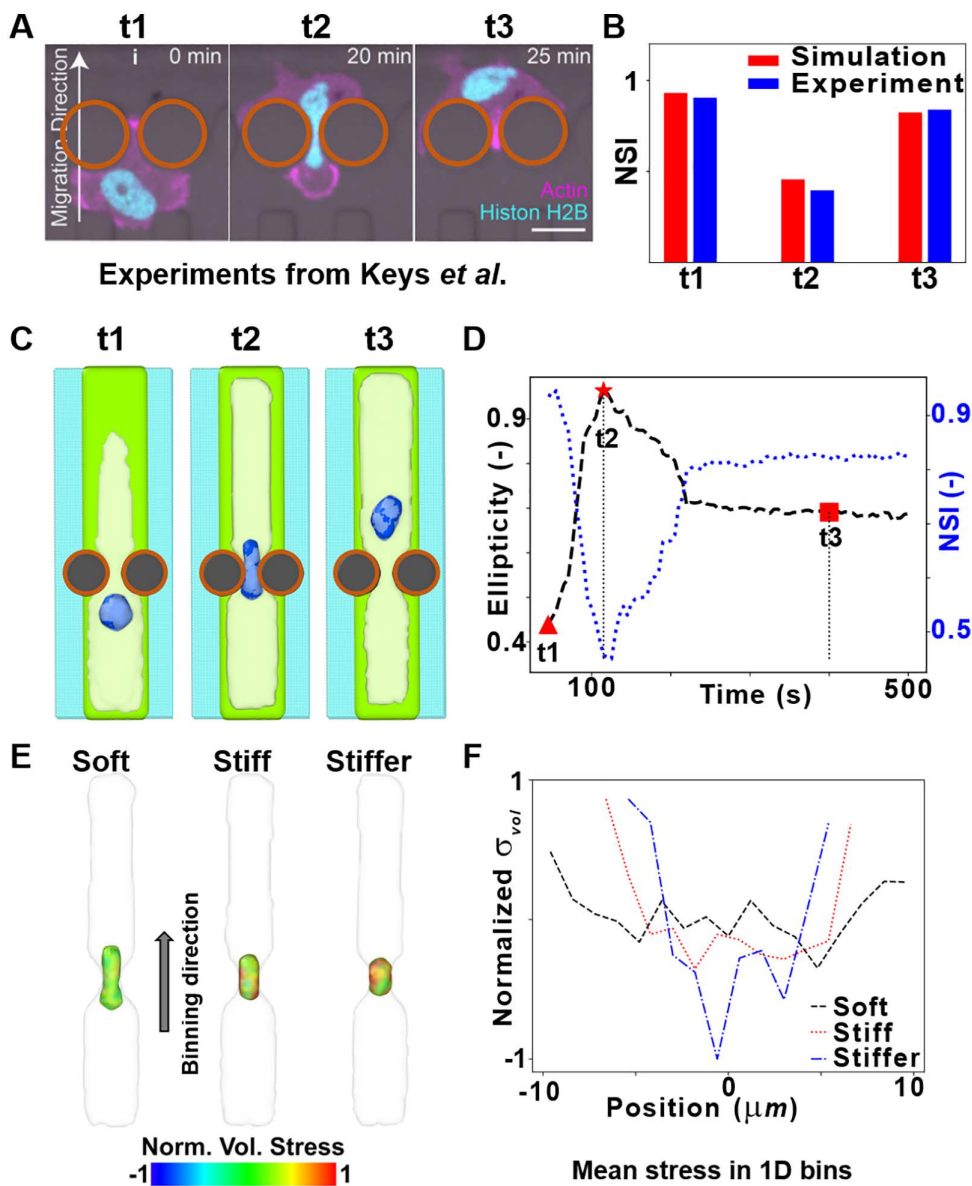 A
t1
t2
t3
Migration Direction
i
0 min
20 min
25 min
Actin
Histon H2B
Experiments from Keys et al.
B
1
NSI
Simulation
Experiment
t1
t2
t3
C
t1
t2
t3
D
0.9
0.4
Ellipticity (-)
t1
t2
t3
0.9
0.5
NSI (-)
100
Time (s)
500
E
Soft
Stiff
Stiffer
Binning direction
Norm. Vol. Stress
-1
1
F
1
-1
Normalized σvol
Soft
Stiff
Stiffer
-10
0
10
Position (μm)
Mean stress in 1D bins